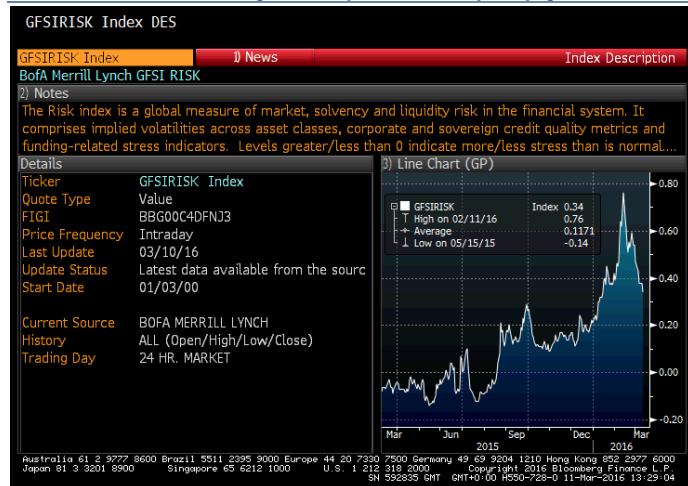 GFSIRISK Index DES
GFSIRISK Index 1) News Index Description
BofA Merrill Lynch GFSI RISK
2) Notes
The Risk index is a global measure of market, solvency and liquidity risk in the financial system. It
comprises implied volatilities across asset classes, corporate and sovereign credit quality metrics and
funding-related stress indicators. Levels greater/less than 0 indicate more/less stress than is normal....
Details
Ticker GFSIRISK Index
Quote Type Value
FIGI BBG00C4DFNJ3
Price Frequency Intraday
Last Update 03/10/16
Update Status Latest data available from the sourc
Start Date 01/03/00
Current Source BOFA MERRILL LYNCH
History ALL (Open/High/Low/Close)
Trading Day 24 HR. MARKET
3) Line Chart (GP)
GFSIRISK Index 0.34
High on 02/11/16 0.76
Average 0.1171
Low on 05/15/15 -0.14
0.80
0.60
0.40
0.20
0.00
-0.20
Mar Jun Sep Dec Mar
2015 2016
Australia 61 2 9777 8600 Brazil 5511 2395 9000 Europe 44 20 7330 7500 Germany 49 69 9204 1210 Hong Kong 852 2977 6000
Japan 81 3 3201 8900 Singapore 65 6212 1000 U.S. 1 212 318 2000 Copyright 2016 Bloomberg Finance L.P.
SN 592835 GMT GMT+0:00 H550-728-0 11-Mar-2016 13:29:04